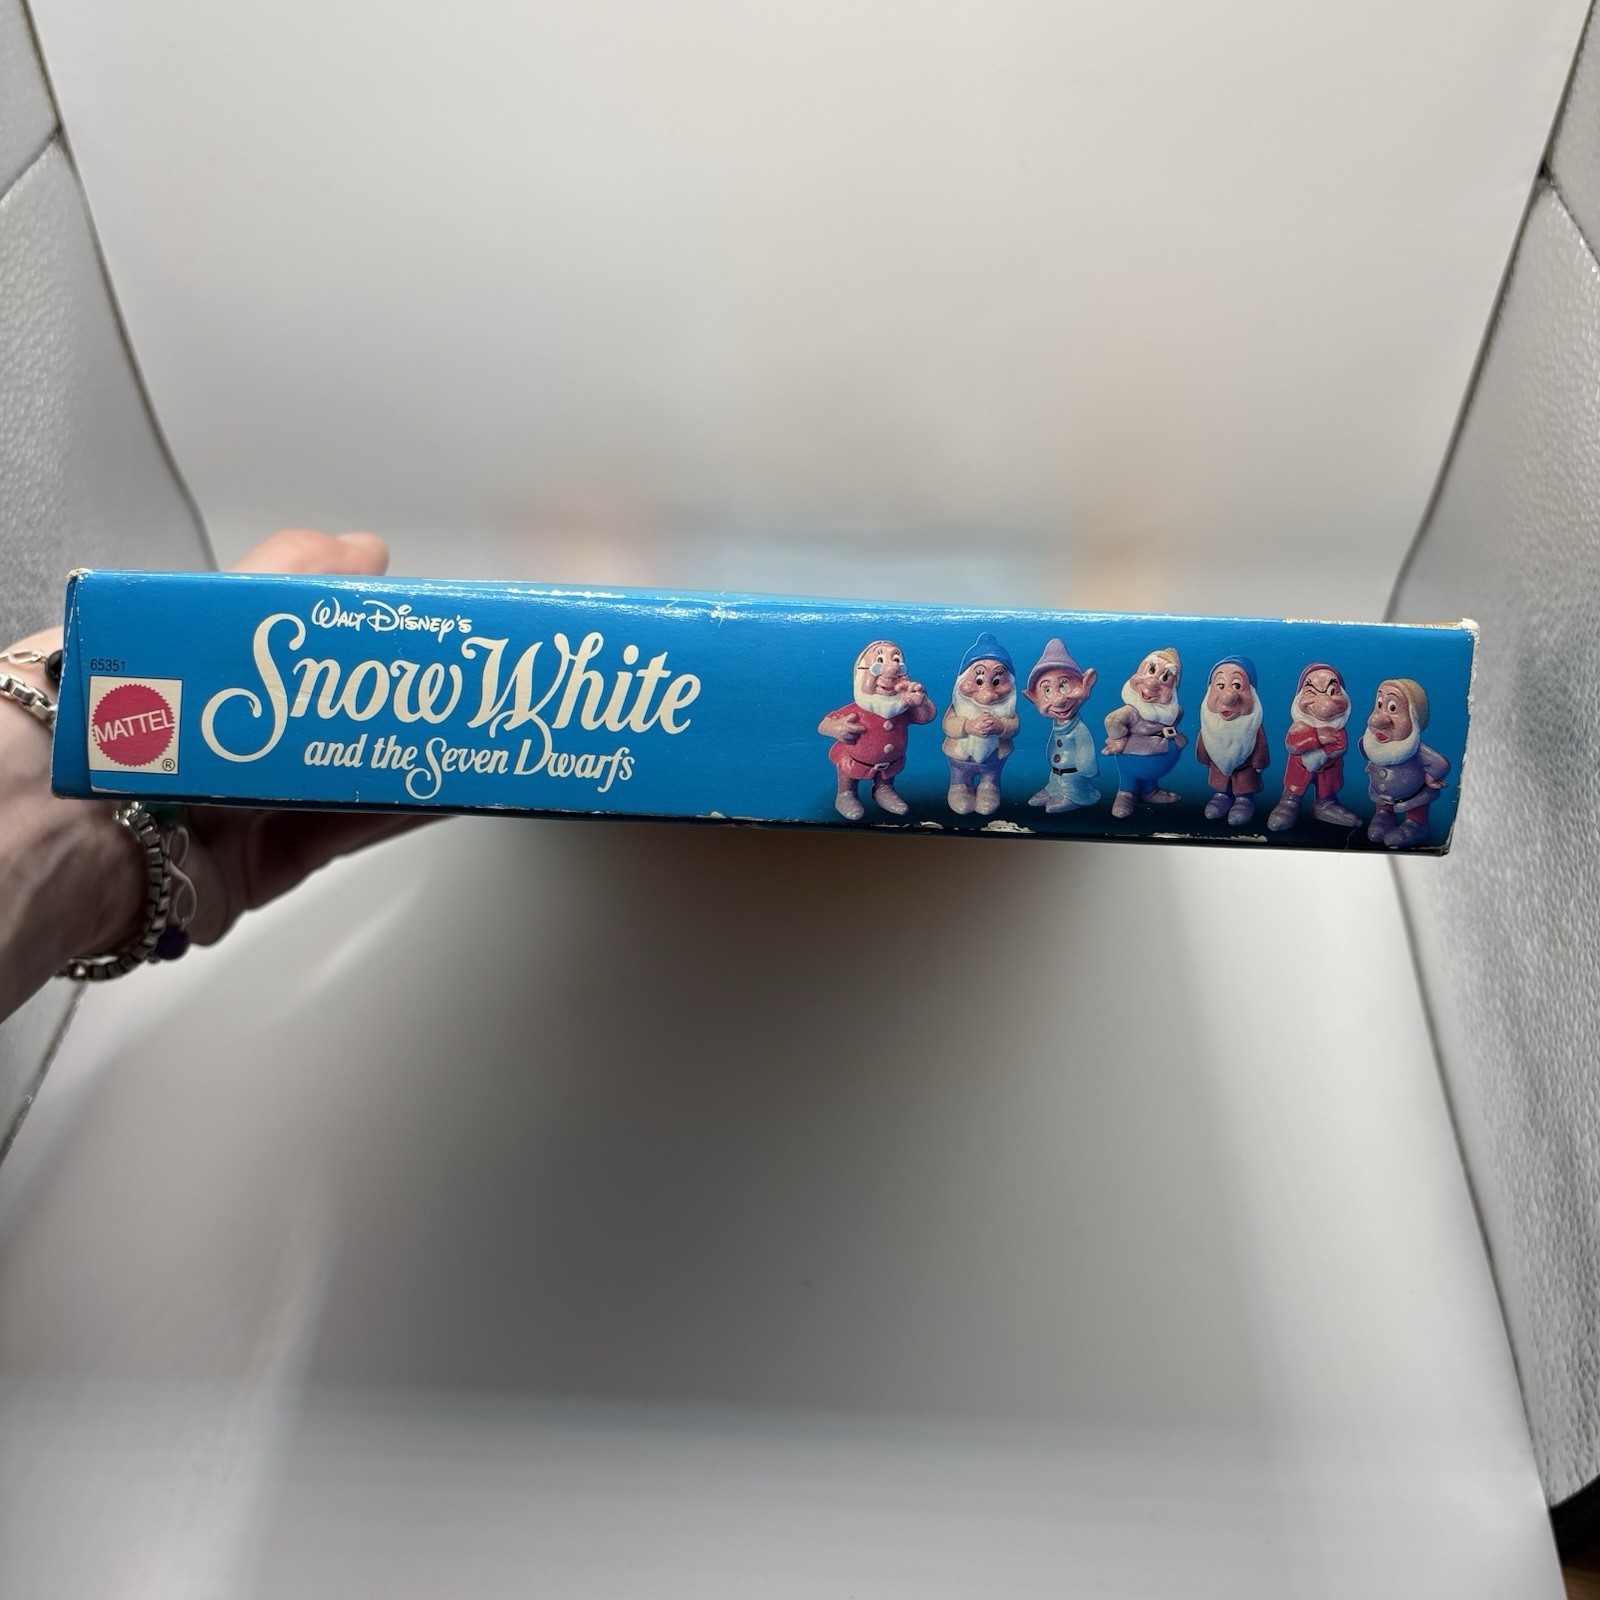 65351
MATTEL
®
WALT DISNEY'S
Snow White
and the Seven Dwarfs